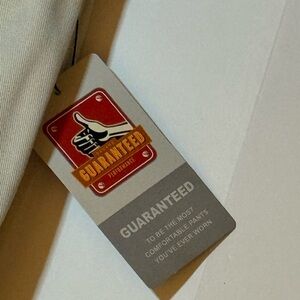 GUARANTEED
PERFORMANCE
GUARANTEED
TO BE THE MOST
COMFORTABLE PANTS
YOU'VE EVER WORN